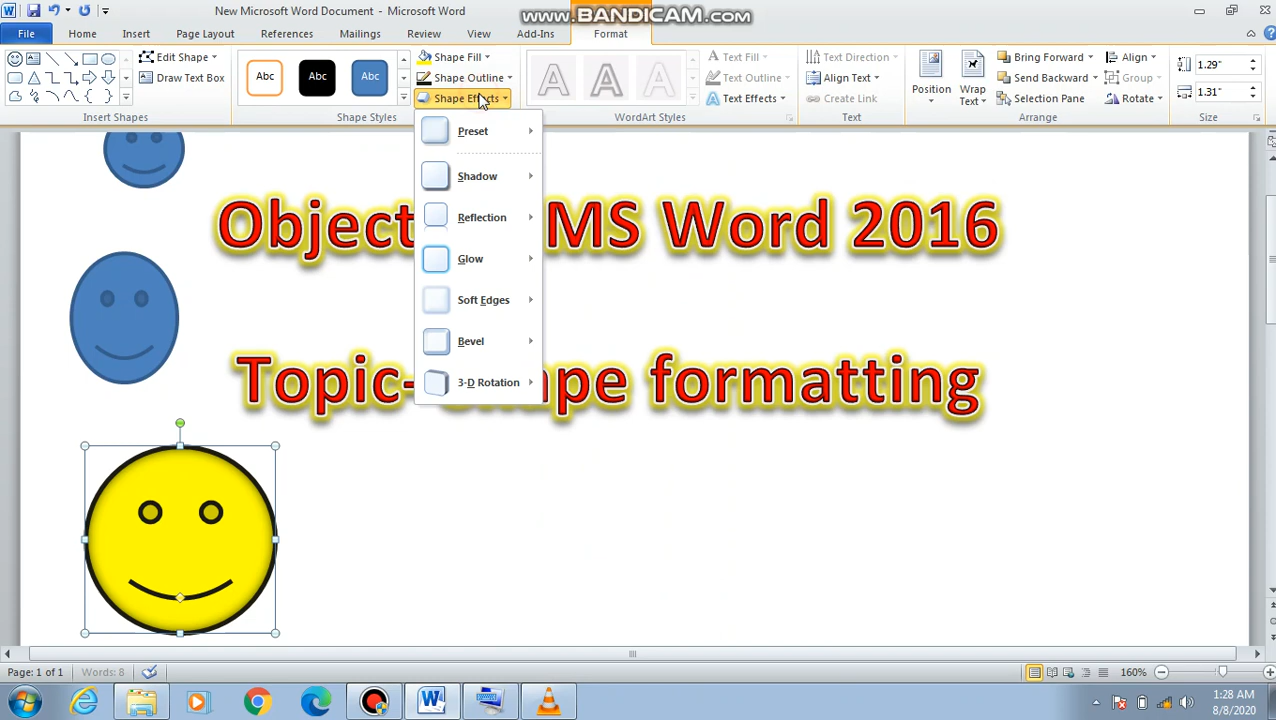 New Microsoft Word Document - Microsoft Word
www.BANDICAM.com
File Home Insert Page Layout References Mailings Review View Add-Ins Format
Edit Shape
Draw Text Box
Insert Shapes
Abc Abc Abc
Shape Styles
Shape Fill
Shape Outline
Shape Effects
WordArt Styles
Text Fill
Text Outline
Text Effects
Text Direction
Align Text
Create Link
Text
Position
Wrap Text
Bring Forward
Send Backward
Selection Pane
Align
Group
Rotate
Arrange
1.29"
1.31"
Size
Preset
Shadow
Reflection
Glow
Soft Edges
Bevel
3-D Rotation
Object MS Word 2016
Topic- pe formatting
Page: 1 of 1 Words: 8 160%
1:28 AM
8/8/2020